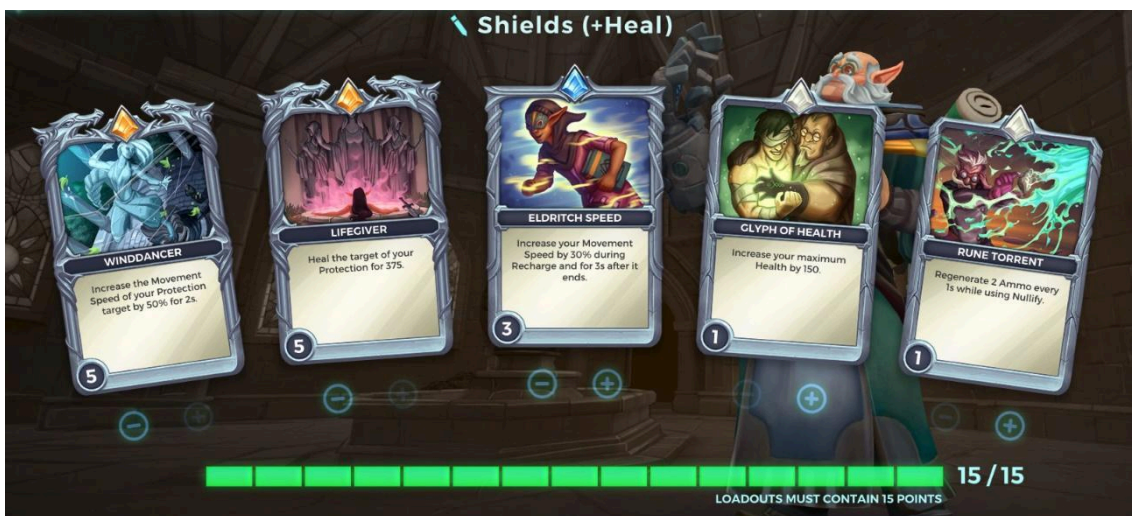 Shields (+Heal)
WINDDANCER
Increase the Movement
Speed of your Protection
target by 50% for 2s.
5
LIFEGIVER
Heal the target of your
Protection for 375.
5
ELDRITCH SPEED
Increase your Movement
Speed by 30% during
Recharge and for 3s after it
ends.
3
GLYPH OF HEALTH
Increase your maximum
Health by 150.
1
RUNE TORRENT
Regenerate 2 Ammo every
1s while using Nullify.
1
15 / 15
LOADOUTS MUST CONTAIN 15 POINTS